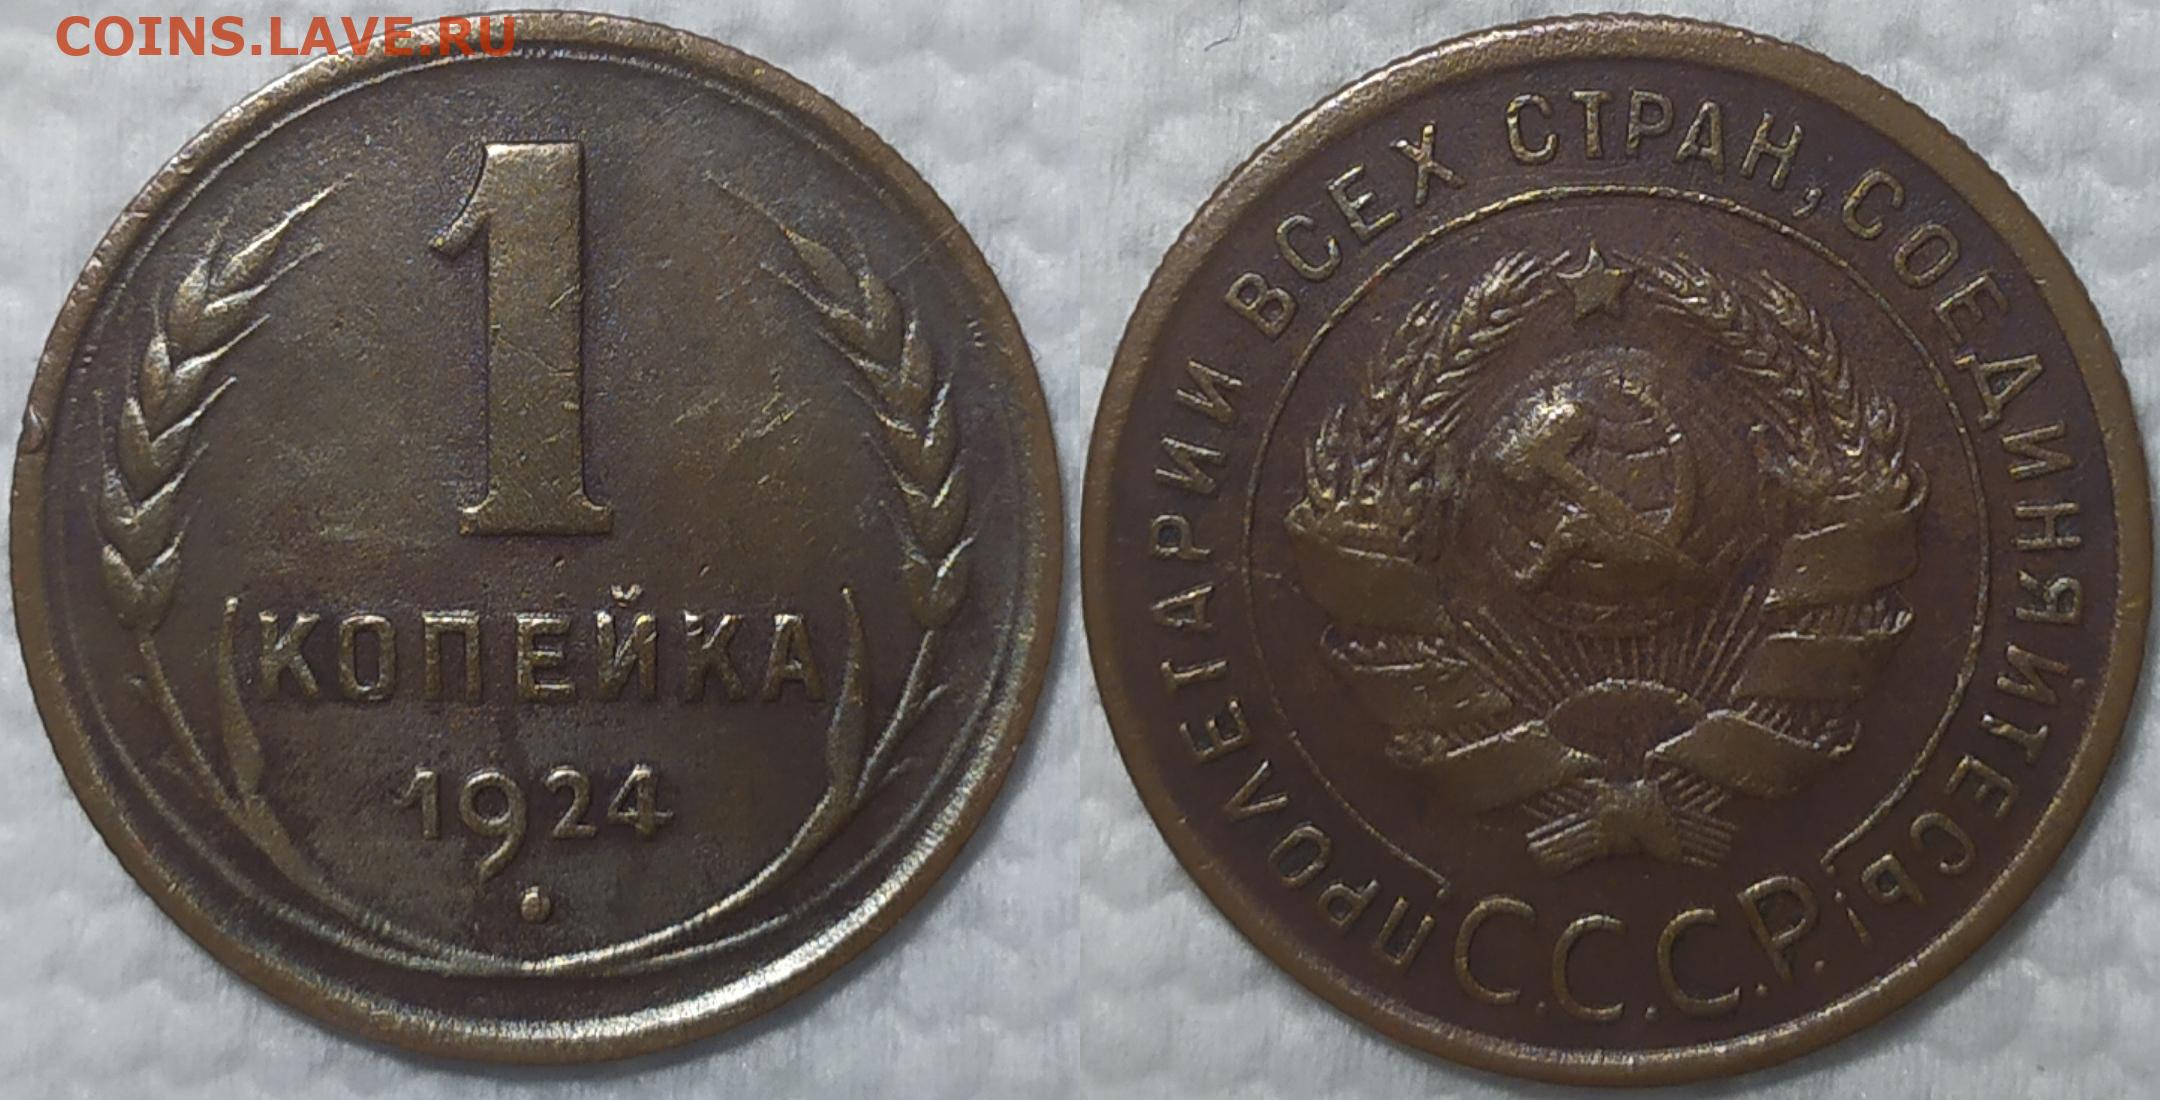 COINS.LAVE.RU
1
КОПЕЙКА
1924
ПРОЛЕТАРИИ ВСЕХ СТРАН, СОЕДИНЯЙТЕСЬ!
С.С.С.Р.